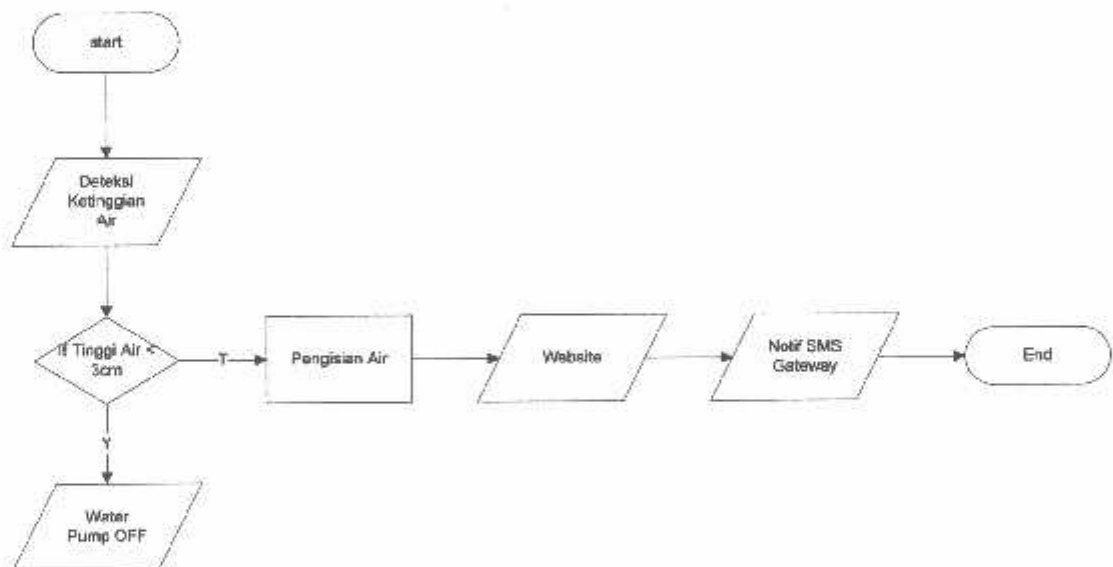 start
Deteksi
Ketinggian
Air
If Tinggi Air <
3cm
T
Pengisian Air
Website
Notif SMS
Gateway
End
Y
Water
Pump OFF